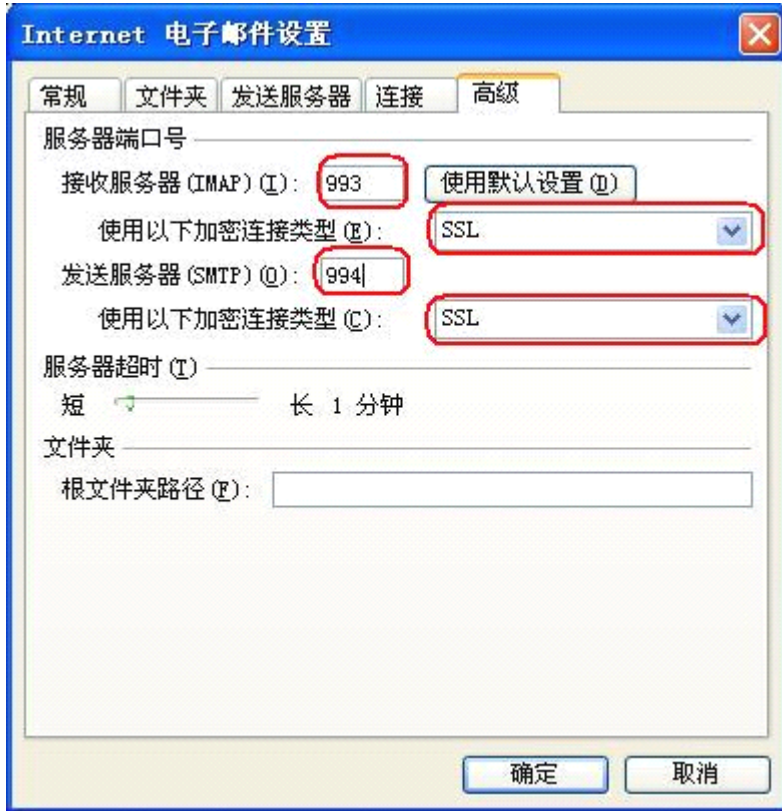 Internet 电子邮件设置
常规 文件夹 发送服务器 连接 高级
服务器端口号
接收服务器(IMAP)(I): 993 使用默认设置(D)
使用以下加密连接类型(E): SSL
发送服务器(SMTP)(O): 994
使用以下加密连接类型(C): SSL
服务器超时(T)
短 长 1 分钟
文件夹
根文件夹路径(F):
确定 取消